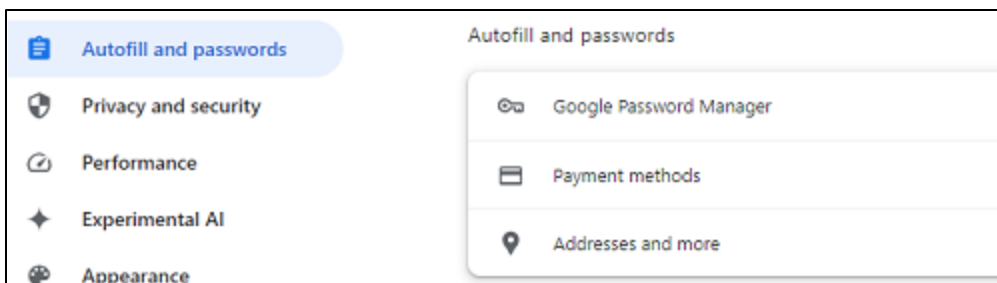 Autofill and passwords
Privacy and security
Performance
Experimental AI
Appearance
Autofill and passwords
Google Password Manager
Payment methods
Addresses and more